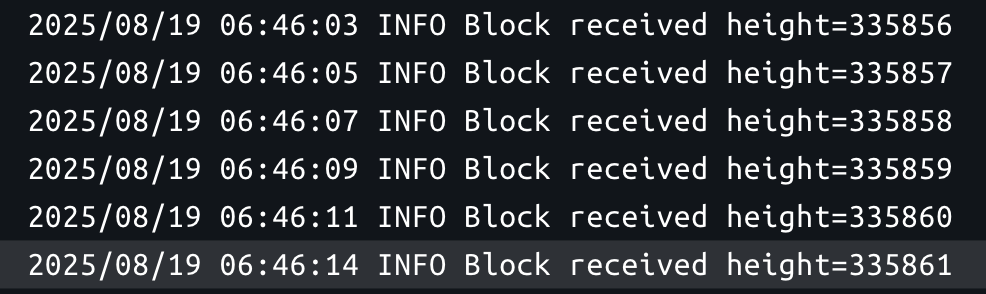 2025/08/19 06:46:03 INFO Block received height=335856
2025/08/19 06:46:05 INFO Block received height=335857
2025/08/19 06:46:07 INFO Block received height=335858
2025/08/19 06:46:09 INFO Block received height=335859
2025/08/19 06:46:11 INFO Block received height=335860
2025/08/19 06:46:14 INFO Block received height=335861